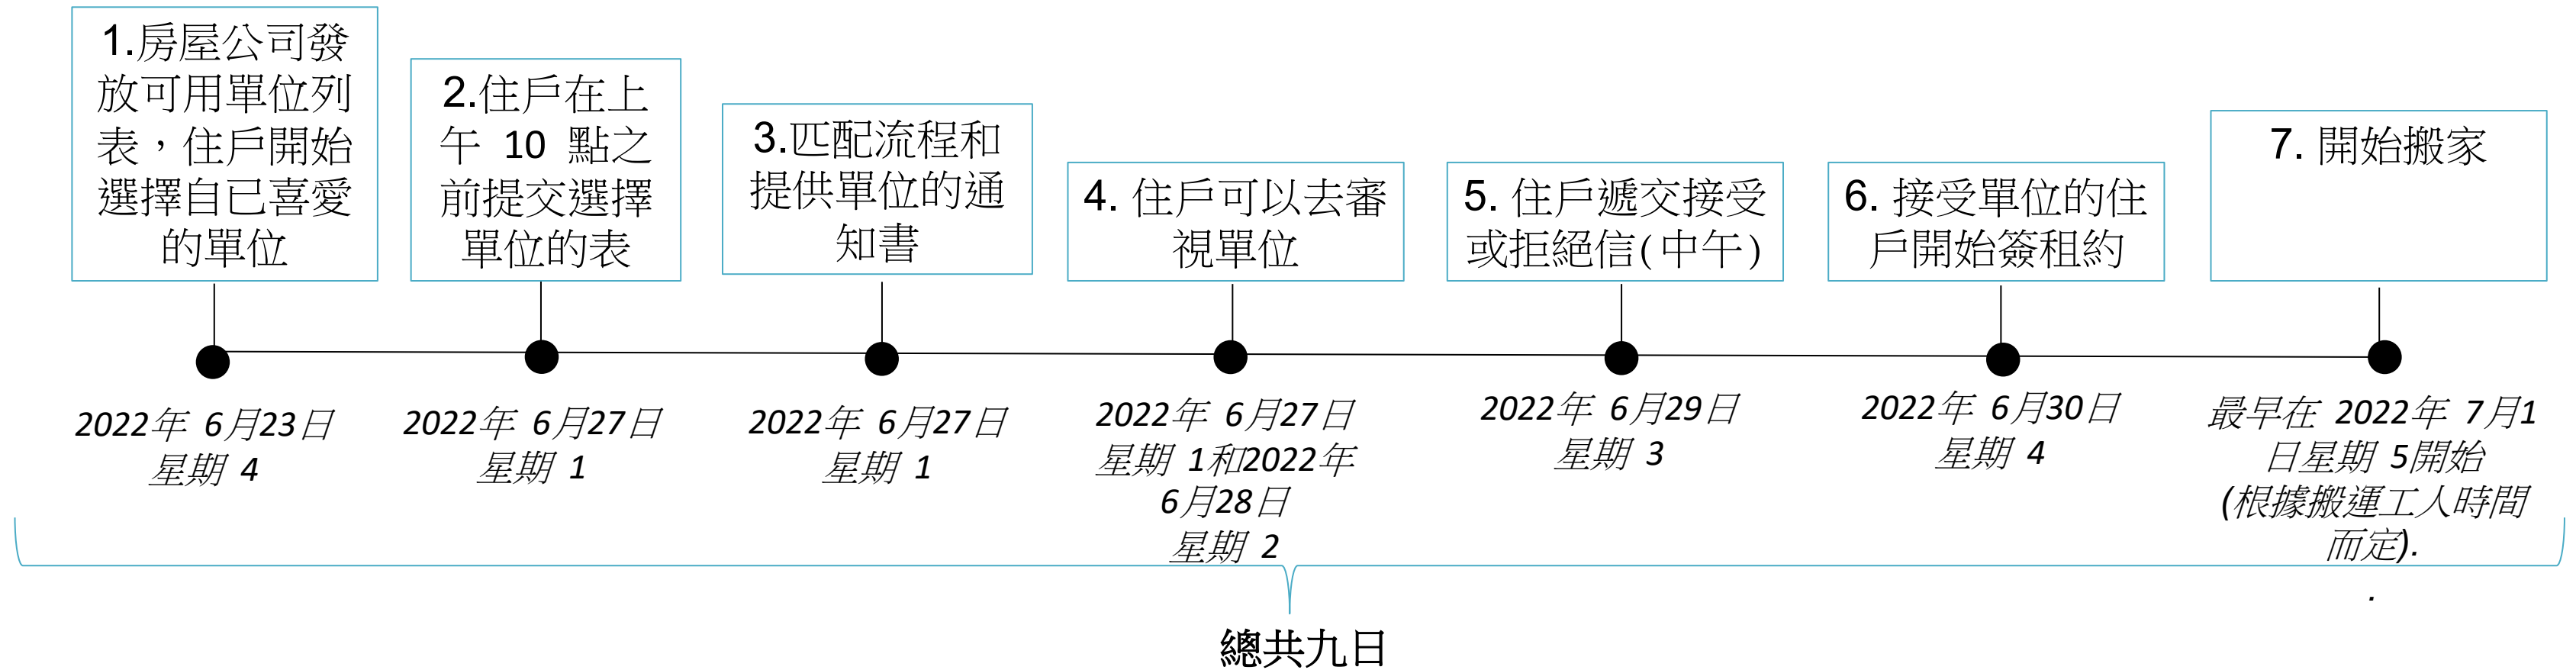 1.房屋公司發
放可用單位列
表，住戶開始
選擇自已喜愛
的單位
2.住戶在上
午 10 點之
前提交選擇
單位的表
3.匹配流程和
提供單位的通
知書
4. 住戶可以去審
視單位
5. 住戶遞交接受
或拒絕信(中午)
6. 接受單位的住
戶開始簽租約
7. 開始搬家
2022年 6月23日
星期 4
2022年 6月27日
星期 1
2022年 6月27日
星期 1
2022年 6月27日
星期 1和2022年
6月28日
星期 2
2022年 6月29日
星期 3
2022年 6月30日
星期 4
最早在 2022年 7月1
日星期 5開始
(根據搬運工人時間
而定).
.
總共九日